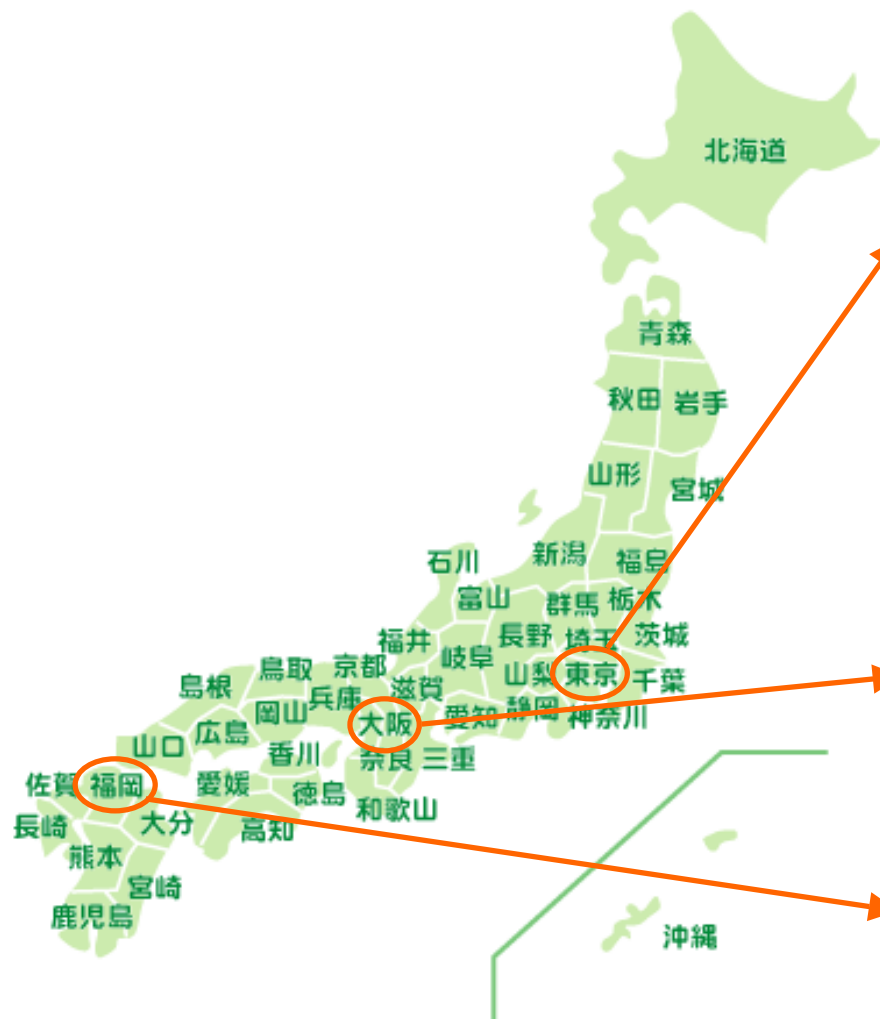 北海道
青森
秋田
岩手
山形
宮城
新潟
福島
石川
富山
群馬
栃木
福井
岐阜
長野
埼玉
茨城
島根
鳥取
京都
滋賀
山梨
東京
千葉
岡山
兵庫
大阪
愛知
静岡
神奈川
山口
広島
香川
奈良
三重
佐賀
福岡
愛媛
徳島
和歌山
長崎
大分
高知
熊本
宮崎
鹿児島
沖縄